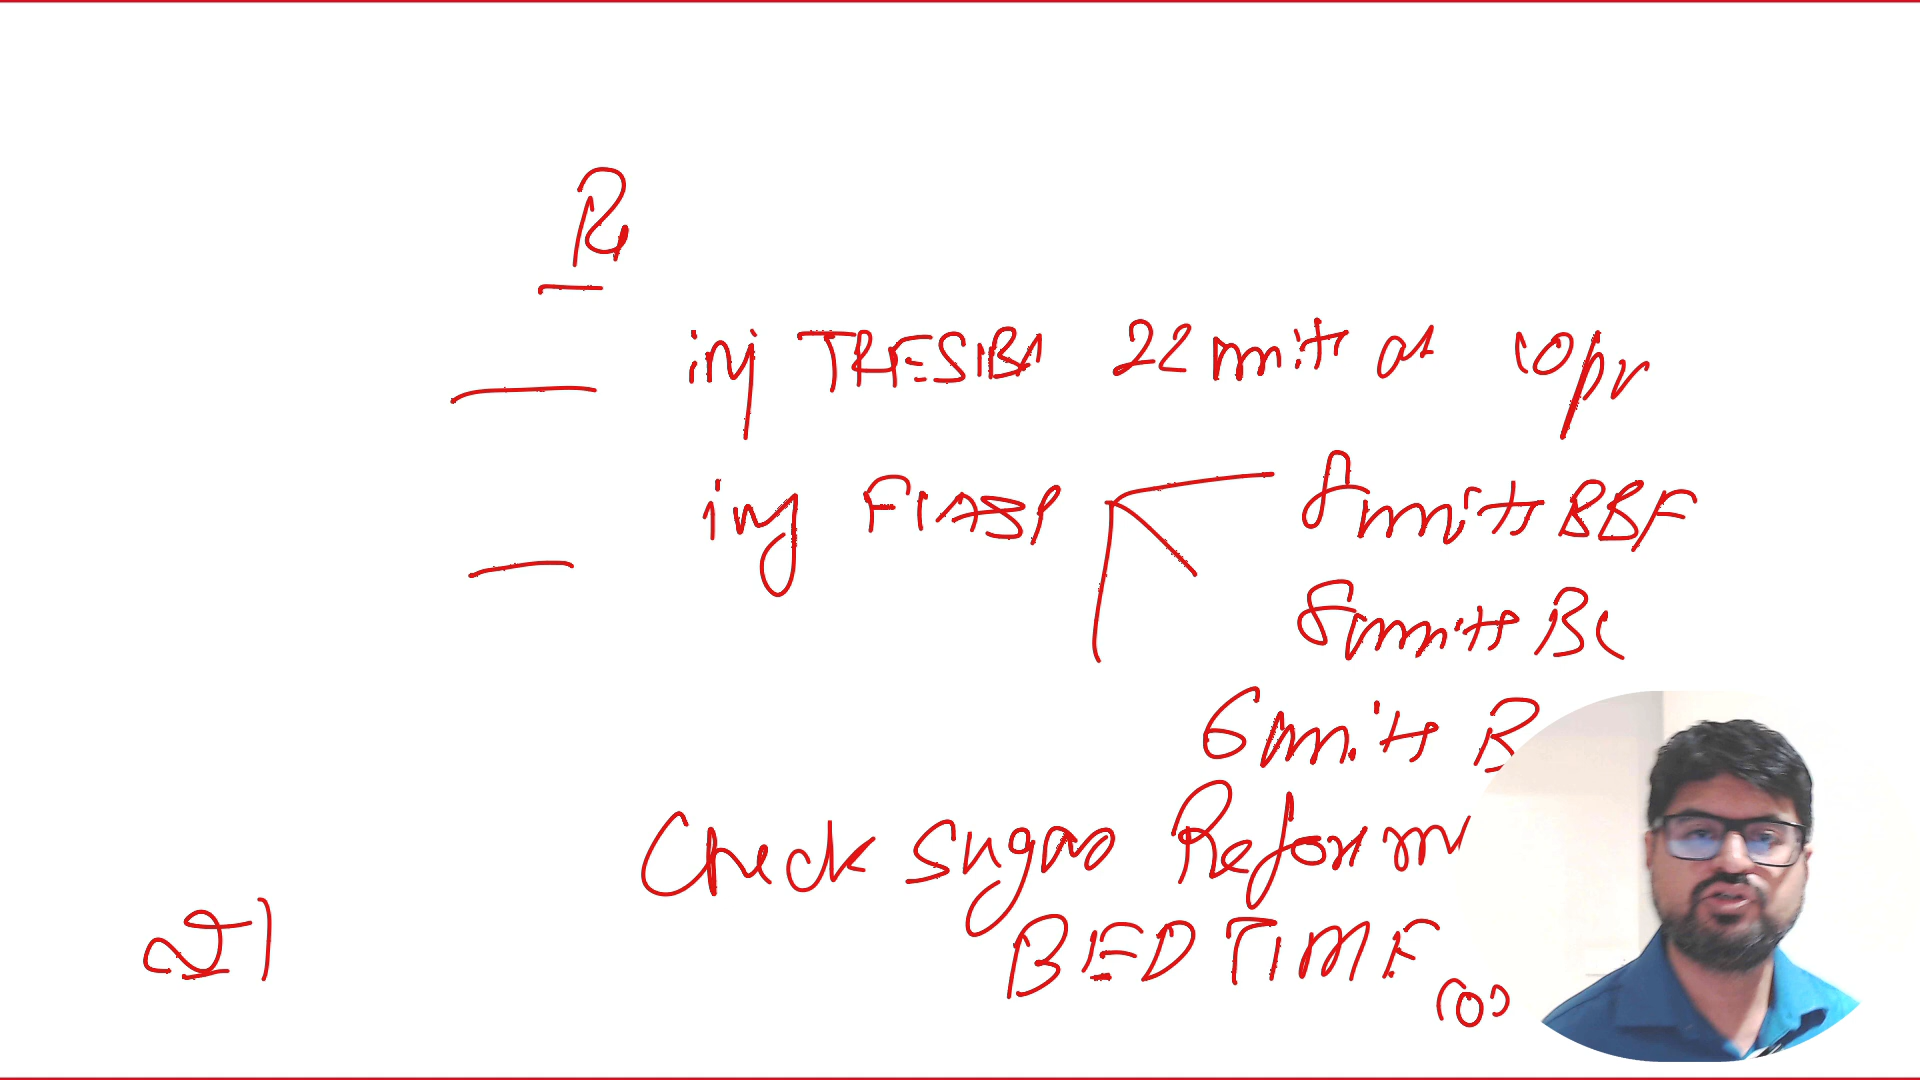 Rx
inj TRESIBA 22 units at 10pm
inj FIASP 8 units BBF
8 units BL
6 units B
Check sugars Before m
BEDTIME